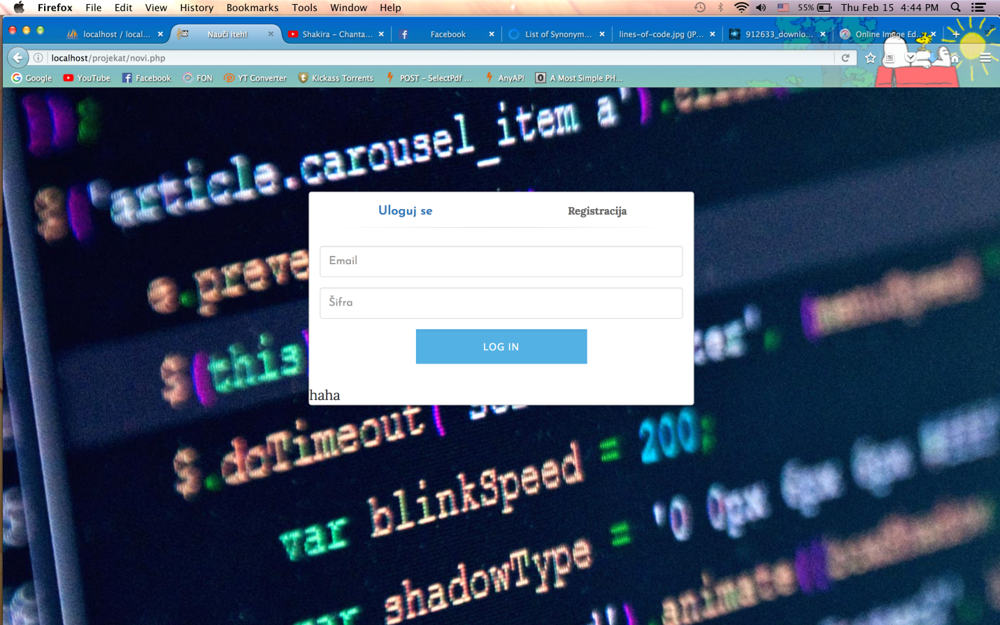 Firefox File Edit View History Bookmarks Tools Window Help 55% Thu Feb 15 4:44 PM
localhost / local... Nauči iteh! Shakira - Chanta... Facebook List of Synonym... lines-of-code.jpg (JP... 912633_downlo... Online Image Ed...
localhost/projekat/novi.php
Google YouTube Facebook FON YT Converter Kickass Torrents POST - SelectPdf ... AnyAPI A Most Simple PH...
});
$('article.carousel_item a').
e.preve
$(this
$.doTimeout(
var blinkSpeed = 200;
var shadowType = '0 0px 6px 0px
animate
Uloguj se Registracija
Email
Šifra
LOG IN
haha